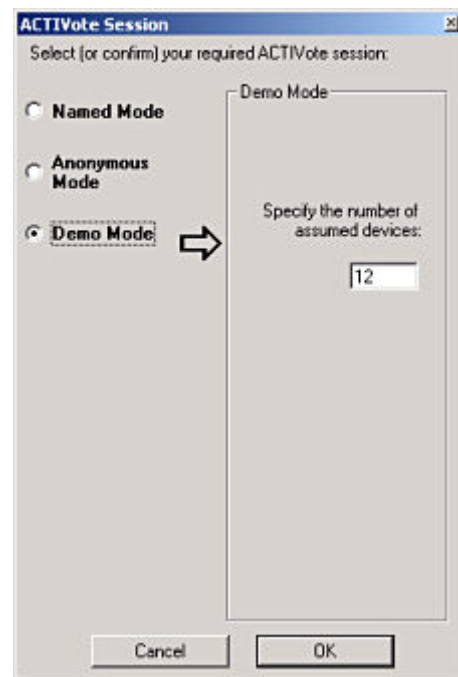 ACTIVote Session
Select (or confirm) your required ACTIVote session:
Named Mode
Anonymous
Mode
Demo Mode
Demo Mode
Specify the number of
assumed devices:
12
Cancel
OK